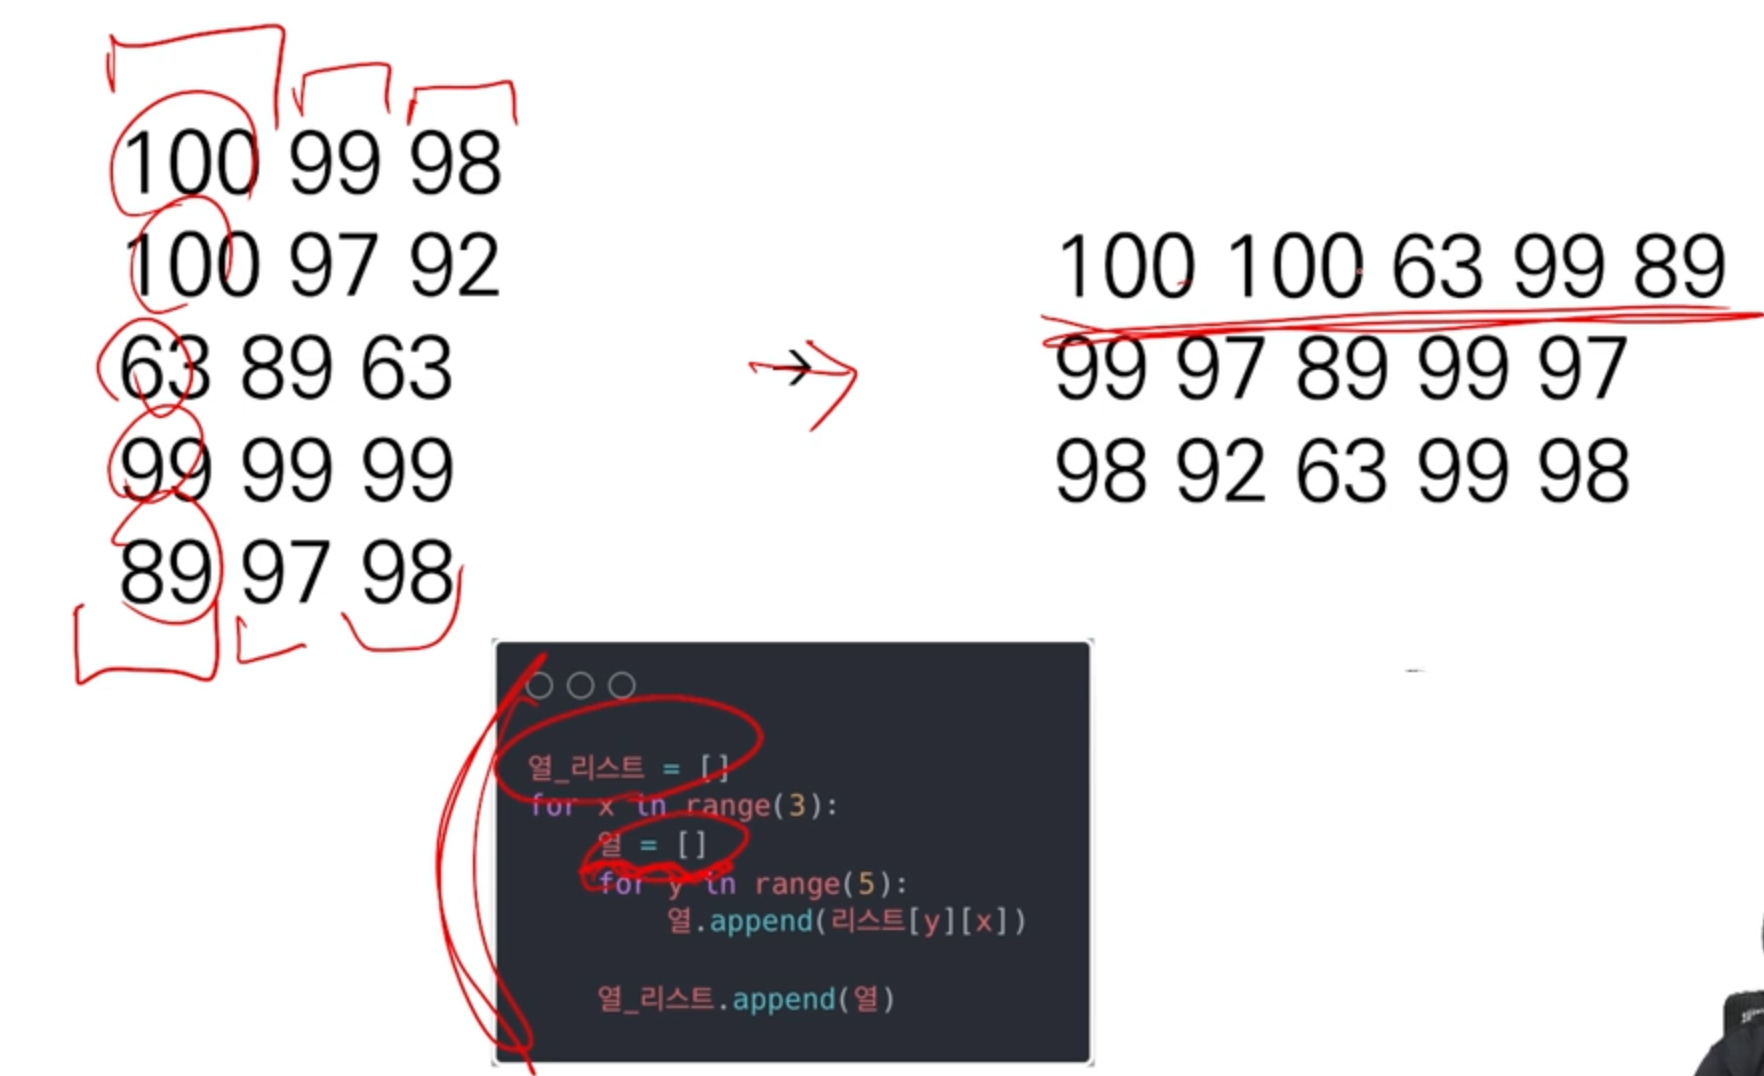 100 99 98
100 97 92
63 89 63
99 99 99
89 97 98
→
100 100 63 99 89
99 97 89 99 97
98 92 63 99 98
열_리스트 = []
for x in range(3):
열 = []
for y in range(5):
열.append(리스트[y][x])
열_리스트.append(열)